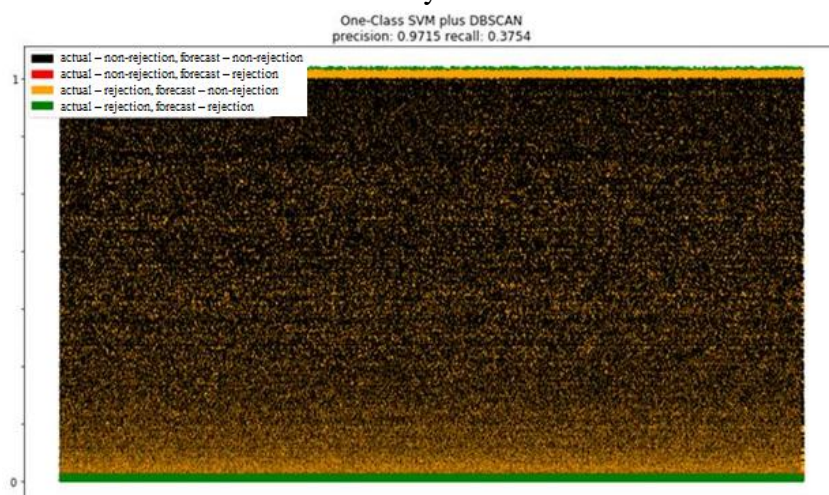 One-Class SVM plus DBSCAN
precision: 0.9715 recall: 0.3754
actual – non-rejection, forecast – non-rejection
actual – non-rejection, forecast – rejection
actual – rejection, forecast – non-rejection
actual – rejection, forecast – rejection
1
0